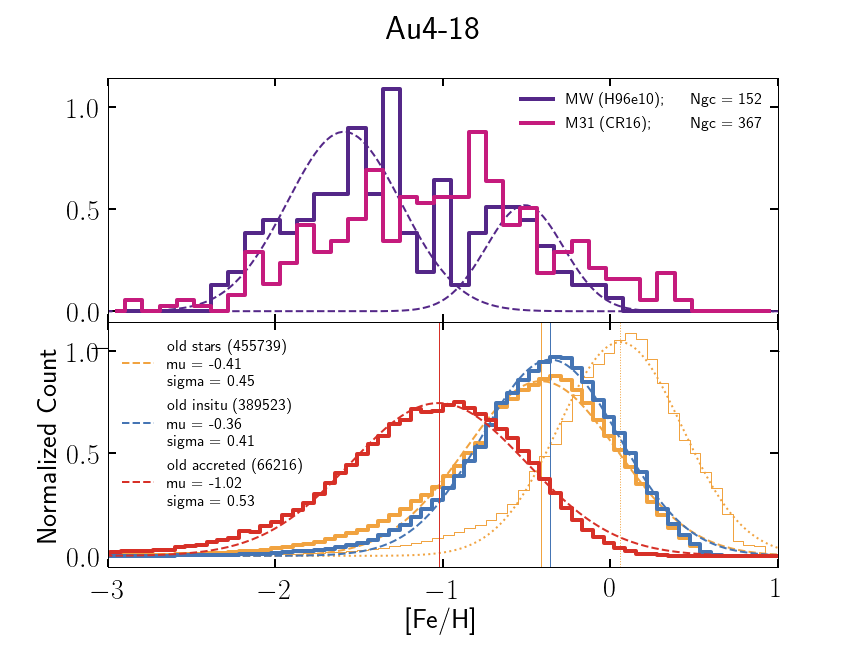 Au4-18
1.0
0.5
0.0
MW (H96e10); Ngc = 152
M31 (CR16); Ngc = 367
Normalized Count
1.0
0.5
0.0
old stars (455739)
mu = -0.41
sigma = 0.45
old insitu (389523)
mu = -0.36
sigma = 0.41
old accreted (66216)
mu = -1.02
sigma = 0.53
−3 −2 −1 0 1
[Fe/H]